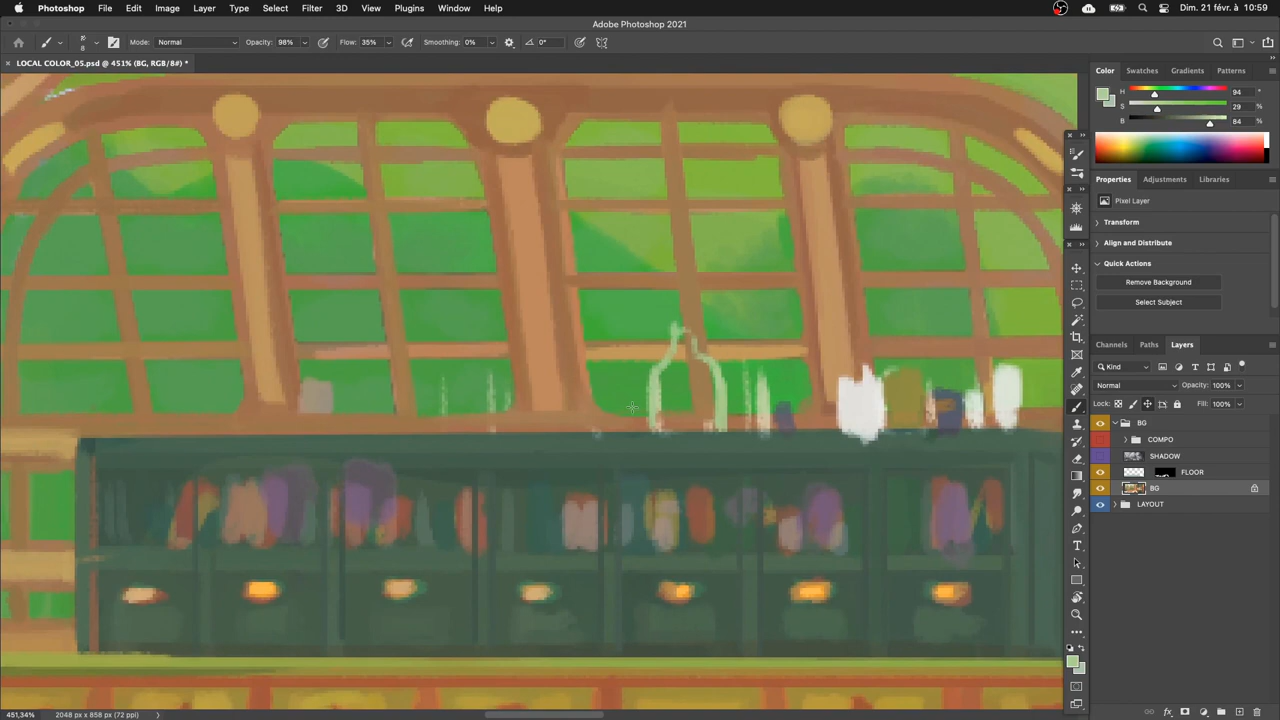 Photoshop File Edit Image Layer Type Select Filter 3D View Plugins Window Help Dim. 21 févr à 10:59
Adobe Photoshop 2021
8 Mode: Normal Opacity: 98% Flow: 35% Smoothing: 0% 0°
LOCAL COLOR_05.psd @ 451% (BG, RGB/8#) *
Color Swatches Gradients Patterns
H 94 °
S 29 %
B 84 %
Properties Adjustments Libraries
Pixel Layer
Transform
Align and Distribute
Quick Actions
Remove Background
Select Subject
Channels Paths Layers
Kind
Normal Opacity: 100%
Lock: Fill: 100%
BG
COMPO
SHADOW
FLOOR
BG
LAYOUT
451,34% 2048 px x 858 px (72 ppi)